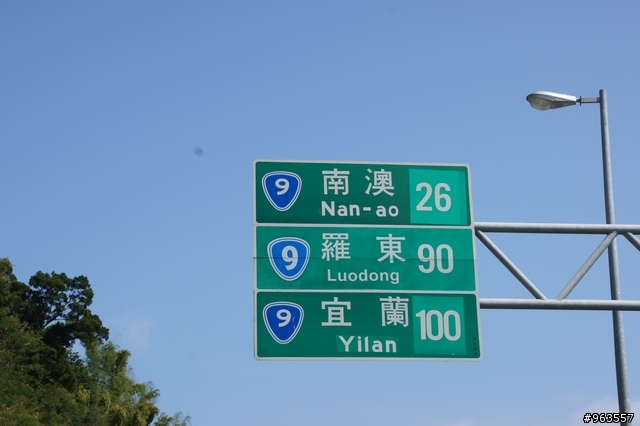 9 南澳 26
Nan-ao
9 羅東 90
Luodong
9 宜蘭 100
Yilan
#963557